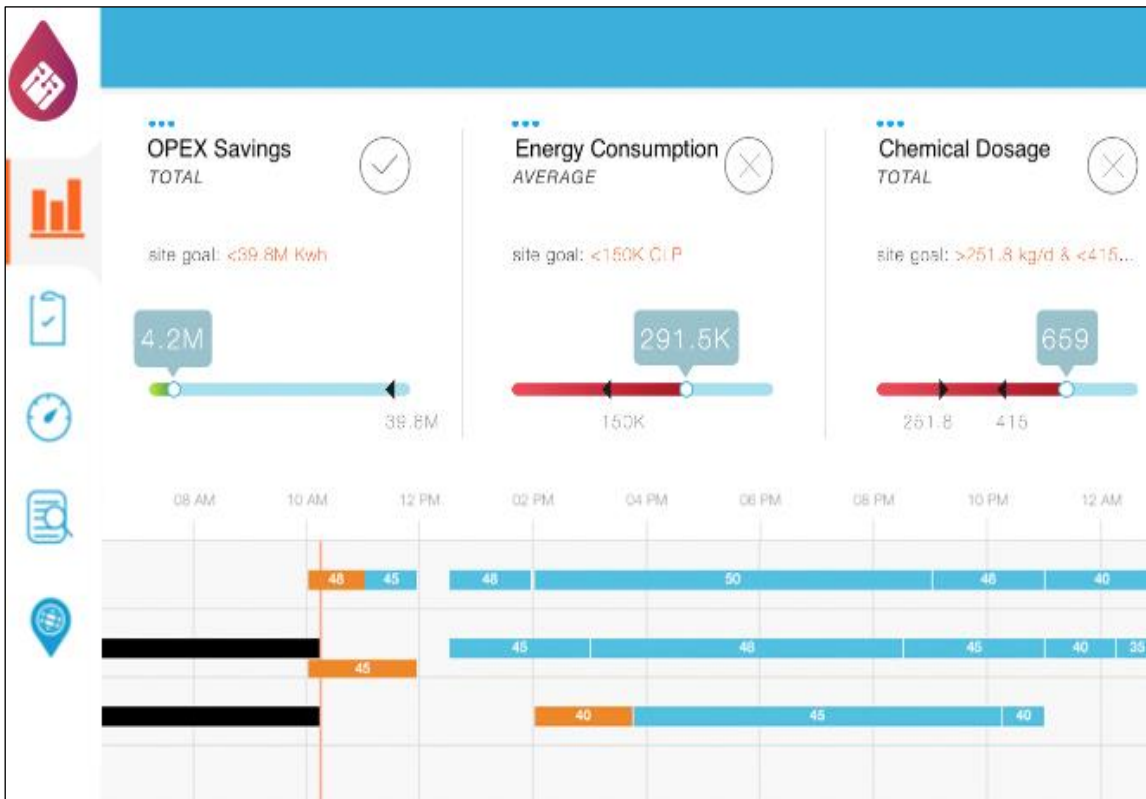 OPEX Savings
TOTAL
site goal: <39.8M Kwh
4.2M
39.8M
Energy Consumption
AVERAGE
site goal: <150K CLP
291.5K
150K
Chemical Dosage
TOTAL
site goal: >251.8 kg/d & <415...
659
251.8 415
08 AM 10 AM 12 PM 02 PM 04 PM 06 PM 08 PM 10 PM 12 AM
48 45 48 50 46 40
45 48 45 40 35
45
40 45 40